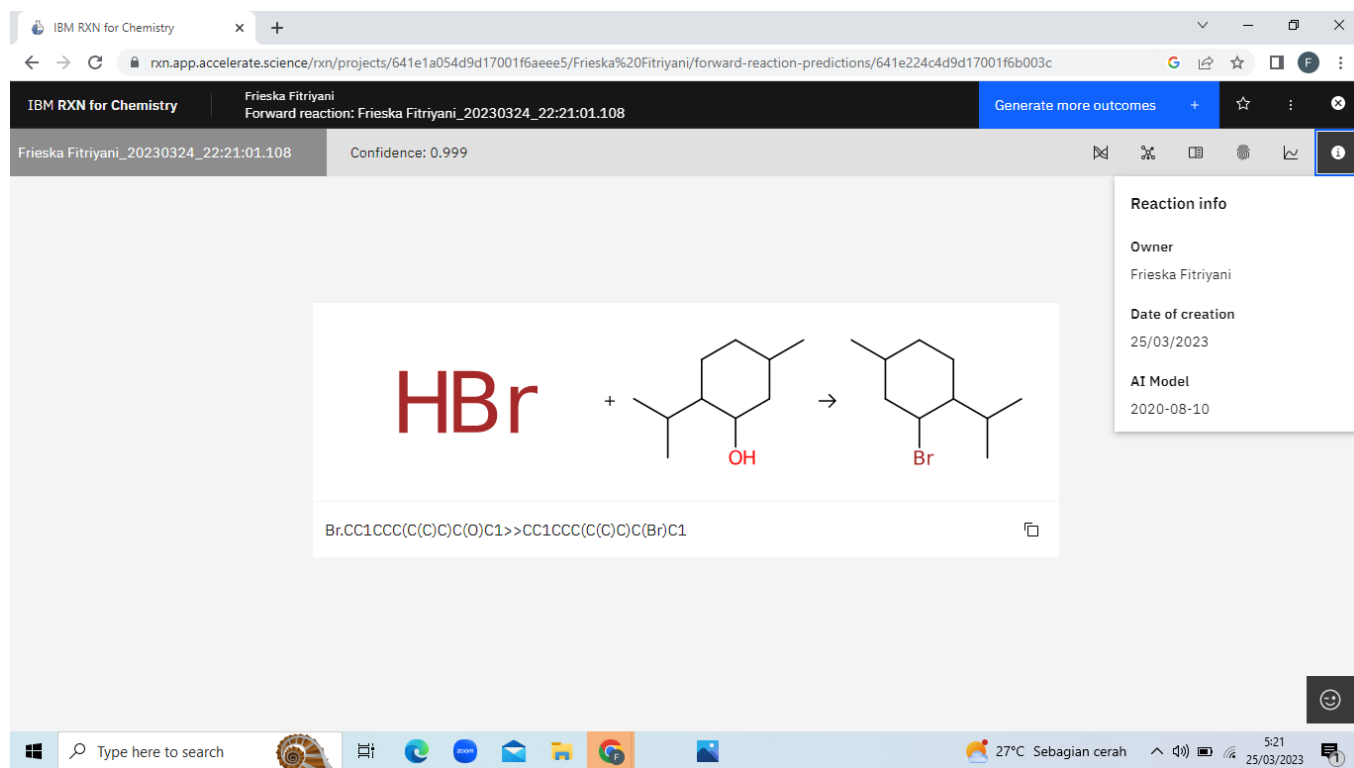 IBM RXN for Chemistry
rxn.app.accelerate.science/rxn/projects/641e1a054d9d17001f6aeee5/Frieska%20Fitriyani/forward-reaction-predictions/641e224c4d9d17001f6b003c
G
F
IBM RXN for Chemistry
Frieska Fitriyani
Forward reaction: Frieska Fitriyani_20230324_22:21:01.108
Generate more outcomes +
Frieska Fitriyani_20230324_22:21:01.108
Confidence: 0.999
Reaction info
Owner
Frieska Fitriyani
Date of creation
25/03/2023
AI Model
2020-08-10
HBr + OH → Br
Br.CC1CCC(C(C)C)C(O)C1>>CC1CCC(C(C)C)C(Br)C1
Type here to search
zoom
F
27°C Sebagian cerah
5:21
25/03/2023
1